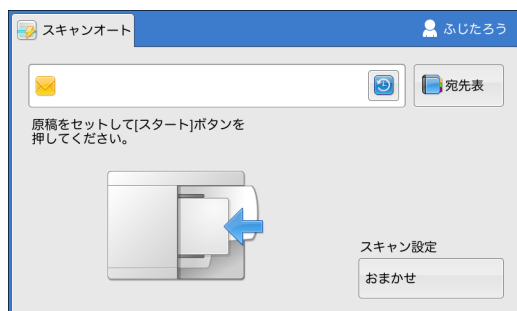 スキャンオート
ふじたろう
宛先表
原稿をセットして[スタート]ボタンを
押してください。
スキャン設定
おまかせ